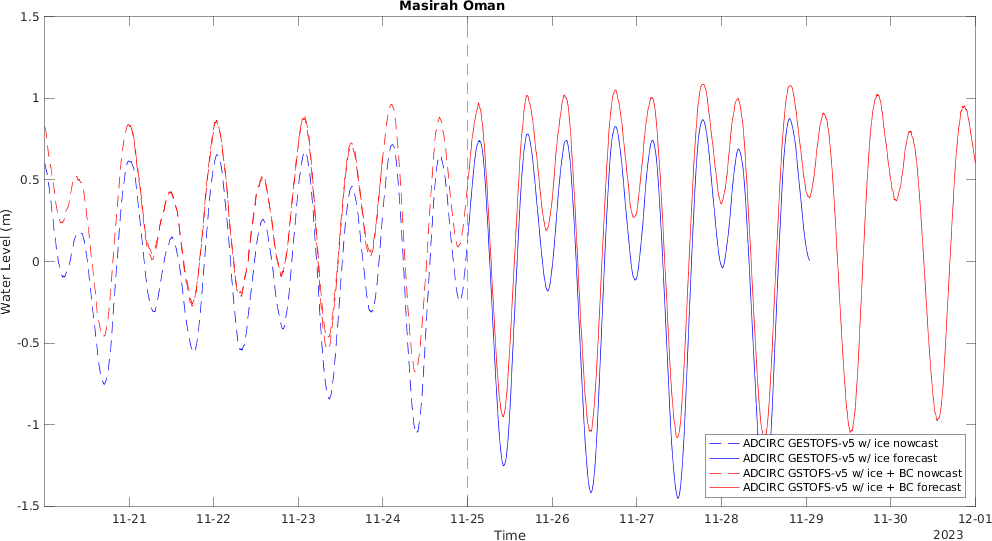 Masirah Oman
1.5
1
0.5
0
-0.5
-1
-1.5
Water Level (m)
ADCIRC GESTOFS-v5 w/ ice nowcast
ADCIRC GESTOFS-v5 w/ ice forecast
ADCIRC GSTOFS-v5 w/ ice + BC nowcast
ADCIRC GSTOFS-v5 w/ ice + BC forecast
11-21 11-22 11-23 11-24 11-25 11-26 11-27 11-28 11-29 11-30 12-01
Time
2023